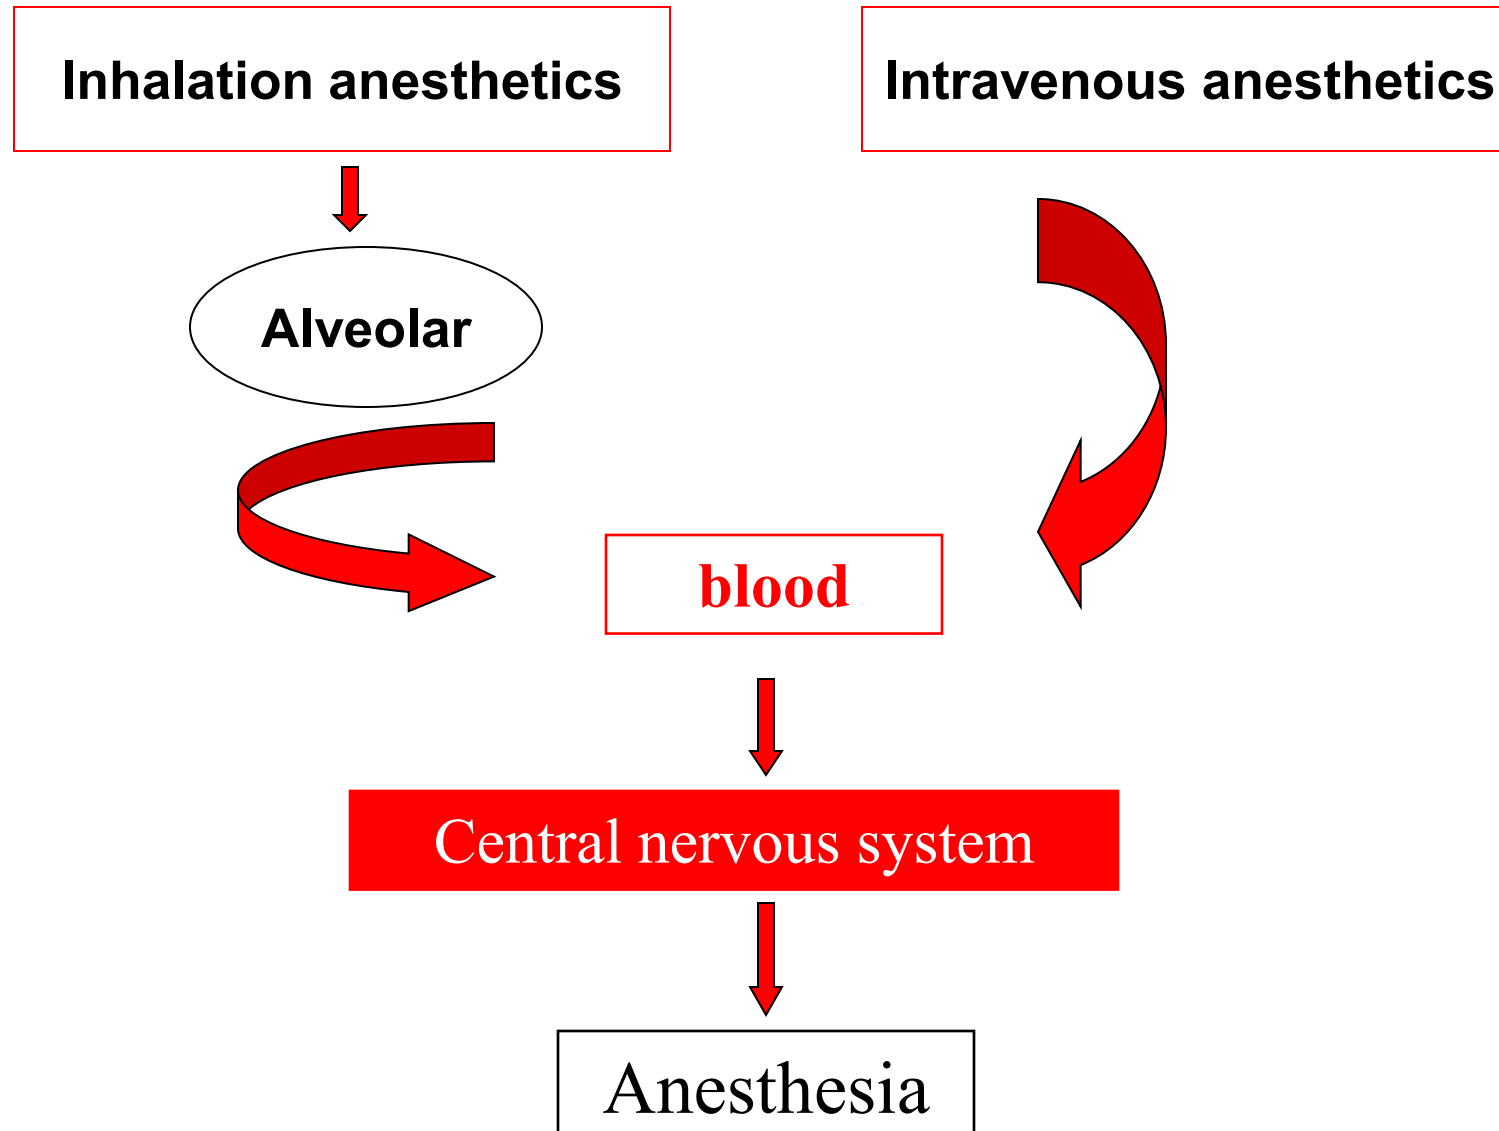 Inhalation anesthetics
Intravenous anesthetics
Alveolar
blood
Central nervous system
Anesthesia